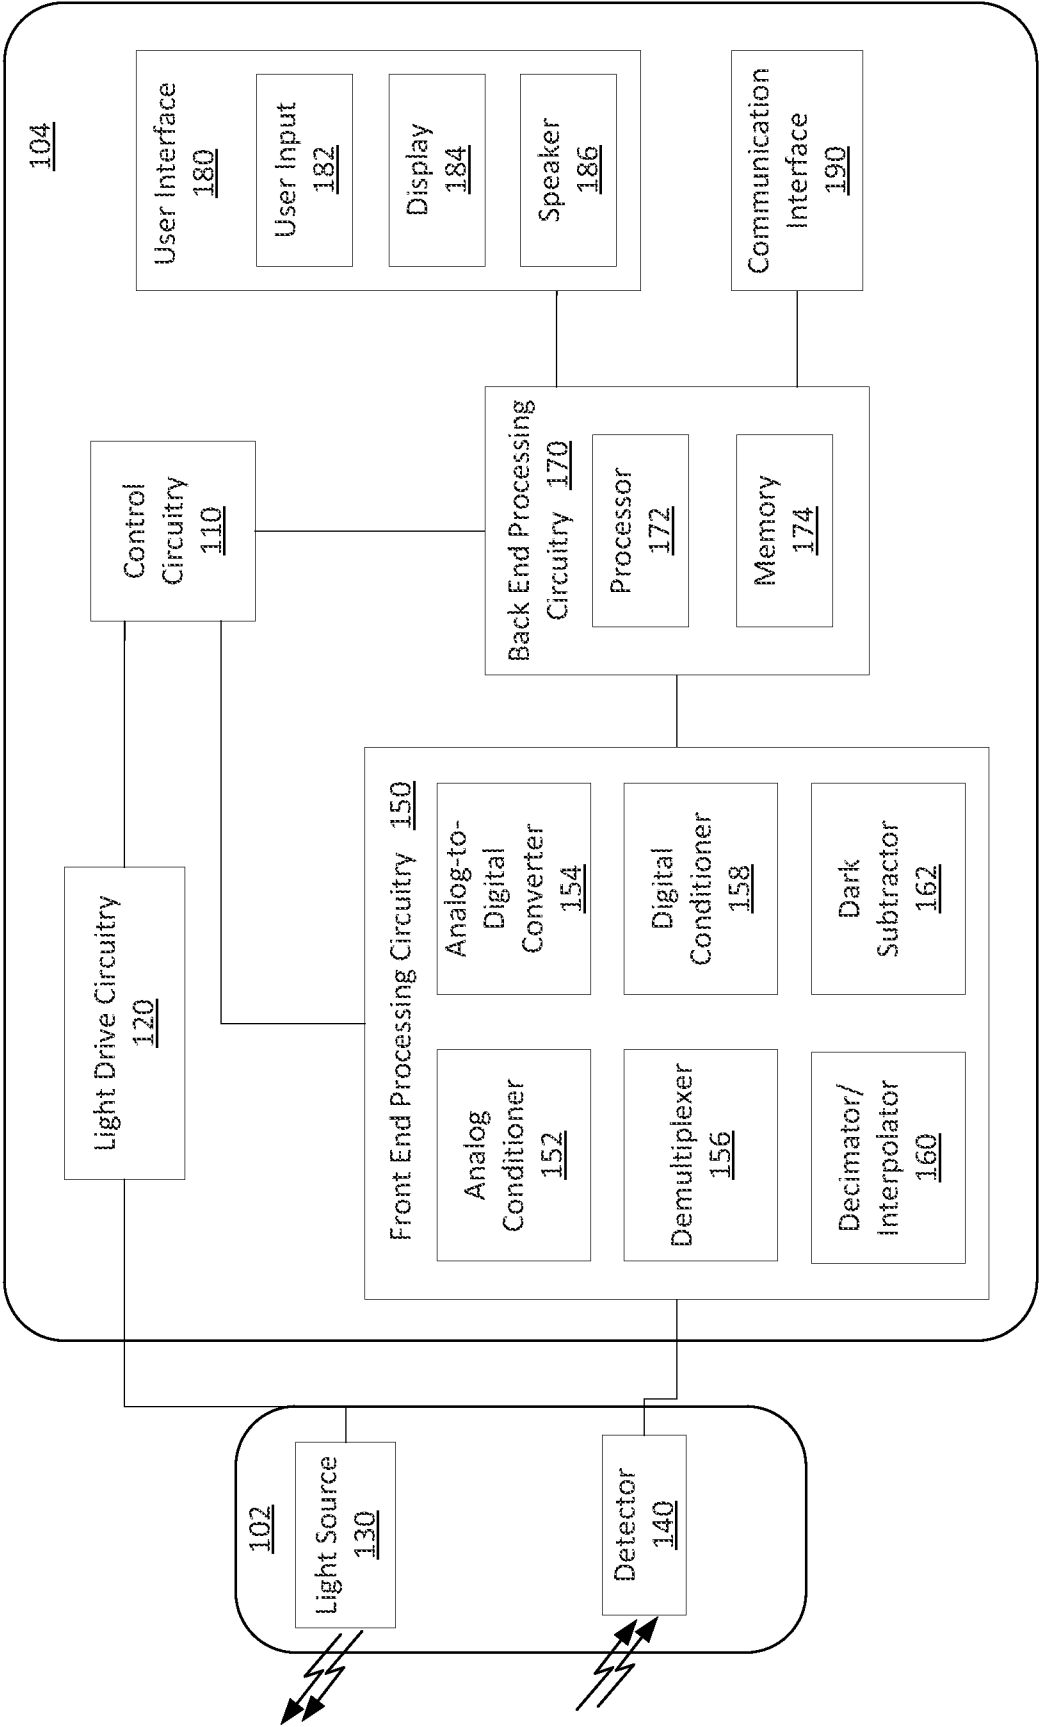 104
Light Drive Circuitry
120
Control
Circuitry
110
User Interface
180
User Input
182
Display
184
Speaker
186
102
Light Source
130
Detector
140
Front End Processing Circuitry 150
Analog
Conditioner
152
Analog-to-
Digital
Converter
154
Demultiplexer
156
Digital
Conditioner
158
Decimator/
Interpolator
160
Dark
Subtractor
162
Back End Processing
Circuitry 170
Processor
172
Memory
174
Communication
Interface
190